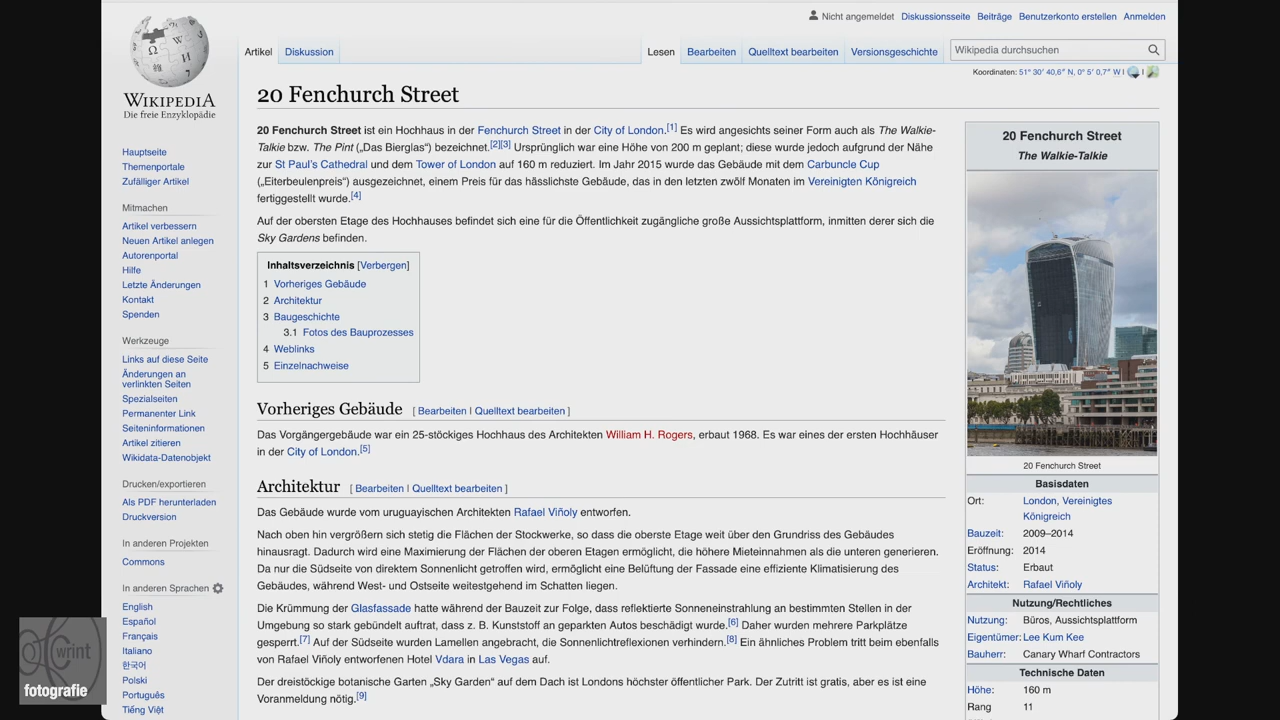 Nicht angemeldet Diskussionsseite Beiträge Benutzerkonto erstellen Anmelden
Artikel Diskussion Lesen Bearbeiten Quelltext bearbeiten Versionsgeschichte Wikipedia durchsuchen
Koordinaten: 51° 30′ 40,6″ N, 0° 5′ 0,7″ W |
WIKIPEDIA
Die freie Enzyklopädie
Hauptseite
Themenportale
Zufälliger Artikel
Mitmachen
Artikel verbessern
Neuen Artikel anlegen
Autorenportal
Hilfe
Letzte Änderungen
Kontakt
Spenden
Werkzeuge
Links auf diese Seite
Änderungen an
verlinkten Seiten
Spezialseiten
Permanenter Link
Seiteninformationen
Artikel zitieren
Wikidata-Datenobjekt
Drucken/exportieren
Als PDF herunterladen
Druckversion
In anderen Projekten
Commons
In anderen Sprachen
English
Español
Français
Italiano
한국어
Polski
Português
Tiếng Việt
20 Fenchurch Street
20 Fenchurch Street ist ein Hochhaus in der Fenchurch Street in der City of London.[1] Es wird angesichts seiner Form auch als The Walkie-
Talkie bzw. The Pint („Das Bierglas“) bezeichnet.[2][3] Ursprünglich war eine Höhe von 200 m geplant; diese wurde jedoch aufgrund der Nähe
zur St Paul's Cathedral und dem Tower of London auf 160 m reduziert. Im Jahr 2015 wurde das Gebäude mit dem Carbuncle Cup
(„Eiterbeulenpreis“) ausgezeichnet, einem Preis für das hässlichste Gebäude, das in den letzten zwölf Monaten im Vereinigten Königreich
fertiggestellt wurde.[4]
Auf der obersten Etage des Hochhauses befindet sich eine für die Öffentlichkeit zugängliche große Aussichtsplattform, inmitten derer sich die
Sky Gardens befinden.
Inhaltsverzeichnis [Verbergen]
1 Vorheriges Gebäude
2 Architektur
3 Baugeschichte
3.1 Fotos des Bauprozesses
4 Weblinks
5 Einzelnachweise
Vorheriges Gebäude [ Bearbeiten | Quelltext bearbeiten ]
Das Vorgängergebäude war ein 25-stöckiges Hochhaus des Architekten William H. Rogers, erbaut 1968. Es war eines der ersten Hochhäuser
in der City of London.[5]
Architektur [ Bearbeiten | Quelltext bearbeiten ]
Das Gebäude wurde vom uruguayischen Architekten Rafael Viñoly entworfen.
Nach oben hin vergrößern sich stetig die Flächen der Stockwerke, so dass die oberste Etage weit über den Grundriss des Gebäudes
hinausragt. Dadurch wird eine Maximierung der Flächen der oberen Etagen ermöglicht, die höhere Mieteinnahmen als die unteren generieren.
Da nur die Südseite von direktem Sonnenlicht getroffen wird, ermöglicht eine Belüftung der Fassade eine effiziente Klimatisierung des
Gebäudes, während West- und Ostseite weitestgehend im Schatten liegen.
Die Krümmung der Glasfassade hatte während der Bauzeit zur Folge, dass reflektierte Sonneneinstrahlung an bestimmten Stellen in der
Umgebung so stark gebündelt auftrat, dass z. B. Kunststoff an geparkten Autos beschädigt wurde.[6] Daher wurden mehrere Parkplätze
gesperrt.[7] Auf der Südseite wurden Lamellen angebracht, die Sonnenlichtreflexionen verhindern.[8] Ein ähnliches Problem tritt beim ebenfalls
von Rafael Viñoly entworfenen Hotel Vdara in Las Vegas auf.
Der dreistöckige botanische Garten „Sky Garden“ auf dem Dach ist Londons höchster öffentlicher Park. Der Zutritt ist gratis, aber es ist eine
Voranmeldung nötig.[9]
20 Fenchurch Street
The Walkie-Talkie
20 Fenchurch Street
Basisdaten
Ort: London, Vereinigtes
Königreich
Bauzeit: 2009–2014
Eröffnung: 2014
Status: Erbaut
Architekt: Rafael Viñoly
Nutzung/Rechtliches
Nutzung: Büros, Aussichtsplattform
Eigentümer: Lee Kum Kee
Bauherr: Canary Wharf Contractors
Technische Daten
Höhe: 160 m
Rang 11
wrint
fotografie